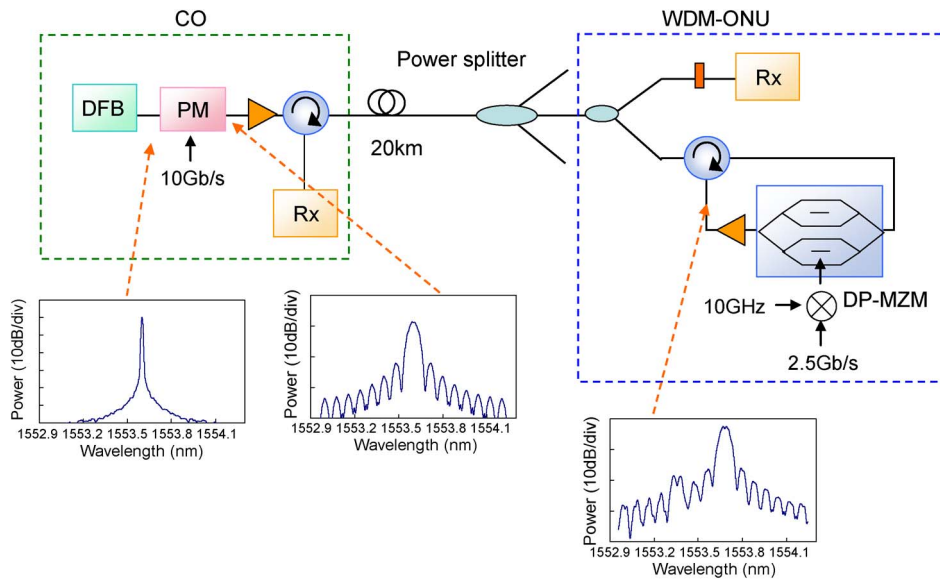 CO
WDM-ONU
Power splitter
DFB
PM
Rx
20km
10Gb/s
Rx
DP-MZM
10GHz
2.5Gb/s
Power (10dB/div)
1552.9 1553.2 1553.5 1553.8 1554.1
Wavelength (nm)
Power (10dB/div)
1552.9 1553.2 1553.5 1553.8 1554.1
Wavelength (nm)
Power (10dB/div)
1552.9 1553.2 1553.5 1553.8 1554.1
Wavelength (nm)